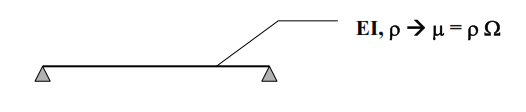 EI, ρ → μ = ρ Ω